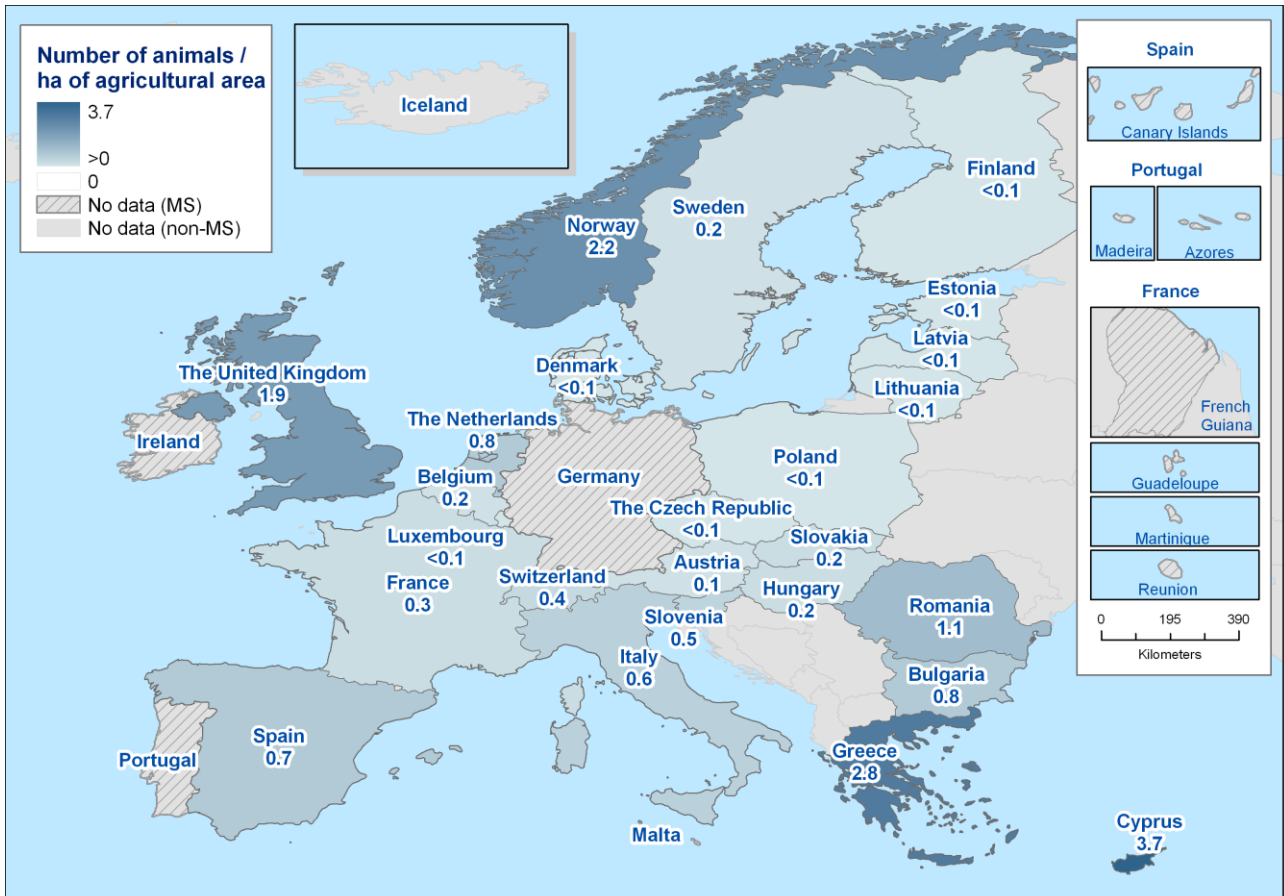 Number of animals /
ha of agricultural area
3.7
>0
0
No data (MS)
No data (non-MS)
Iceland
Norway
2.2
Sweden
0.2
Finland
<0.1
Estonia
<0.1
Latvia
<0.1
Lithuania
<0.1
Denmark
<0.1
The United Kingdom
1.9
Ireland
The Netherlands
0.8
Belgium
0.2
Germany
Poland
<0.1
The Czech Republic
<0.1
Luxembourg
<0.1
Slovakia
0.2
France
0.3
Switzerland
0.4
Austria
0.1
Hungary
0.2
Slovenia
0.5
Romania
1.1
Italy
0.6
Bulgaria
0.8
Portugal
Spain
0.7
Greece
2.8
Malta
Cyprus
3.7
Spain
Canary Islands
Portugal
Madeira
Azores
France
French
Guiana
Guadeloupe
Martinique
Reunion
0 195 390
Kilometers